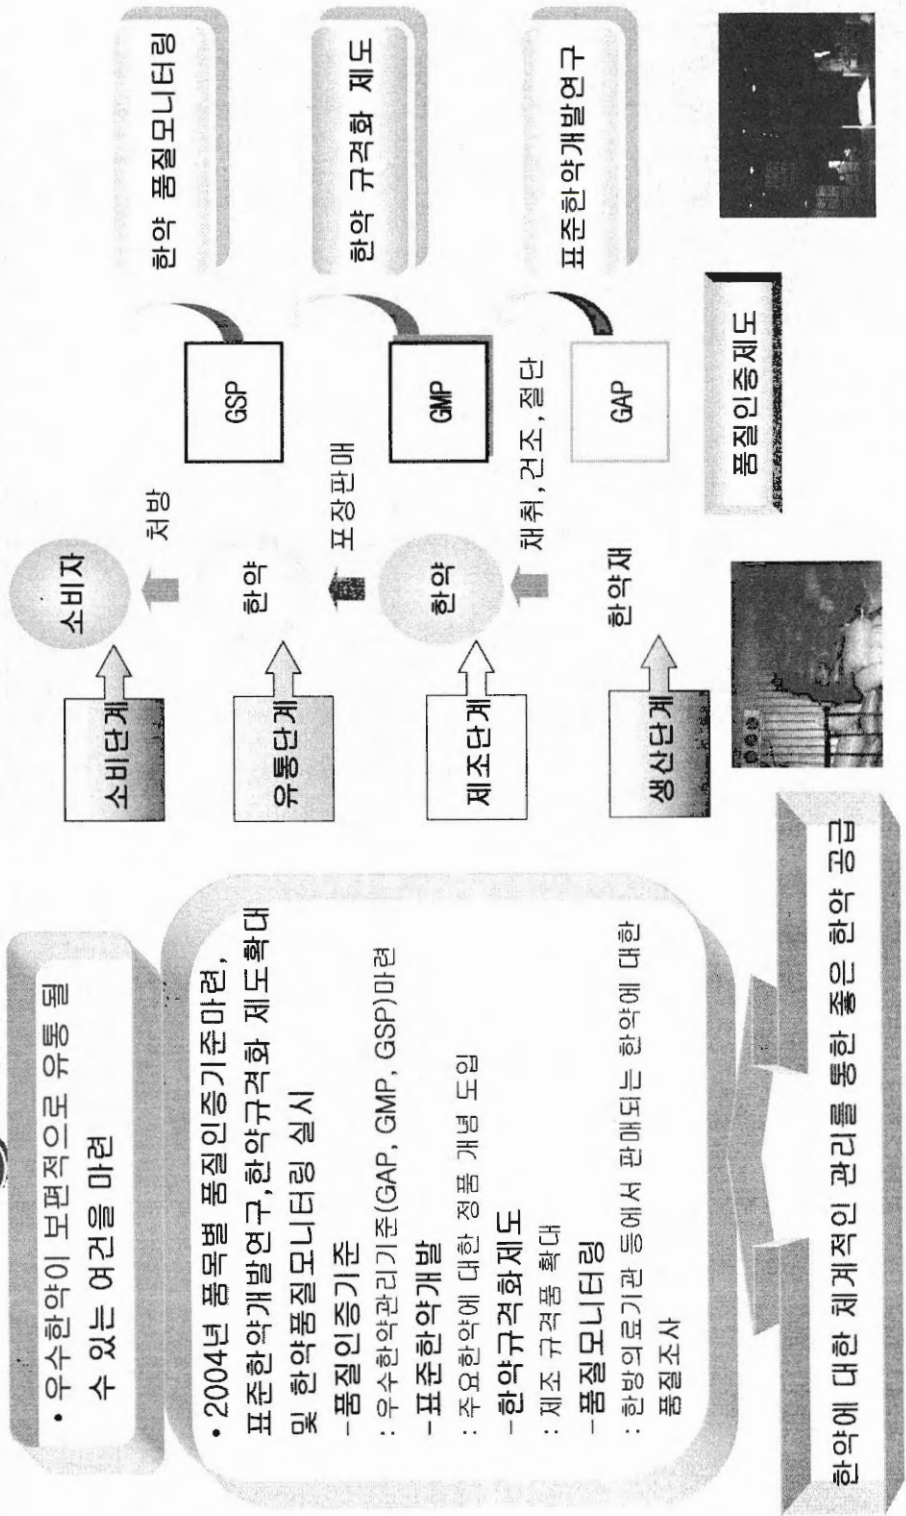 • 우수한약이 보편적으로 유통 될
수 있는 여건을 마련
• 2004년 품목별 품질인증기준마련,
표준한약개발연구,한약규격화 제도확대
및 한약품질모니터링 실시
- 품질인증기준
: 우수한약관리기준(GAP, GMP, GSP)마련
- 표준한약개발
: 주요한약에 대한 정품 개념 도입
- 한약규격화제도
: 제조 규격품 확대
- 품질모니터링
: 한방의료기관 등에서 판매되는 한약에 대한
품질조사
한약에 대한 체계적인 관리를 통한 좋은 한약 공급
소비단계
소비자
처방
유통단계
한약
포장판매
제조단계
한약
채취,건조,절단
생산단계
한약재
GSP
한약 품질모니터링
GMP
한약 규격화 제도
GAP
표준한약개발연구
품질인증제도